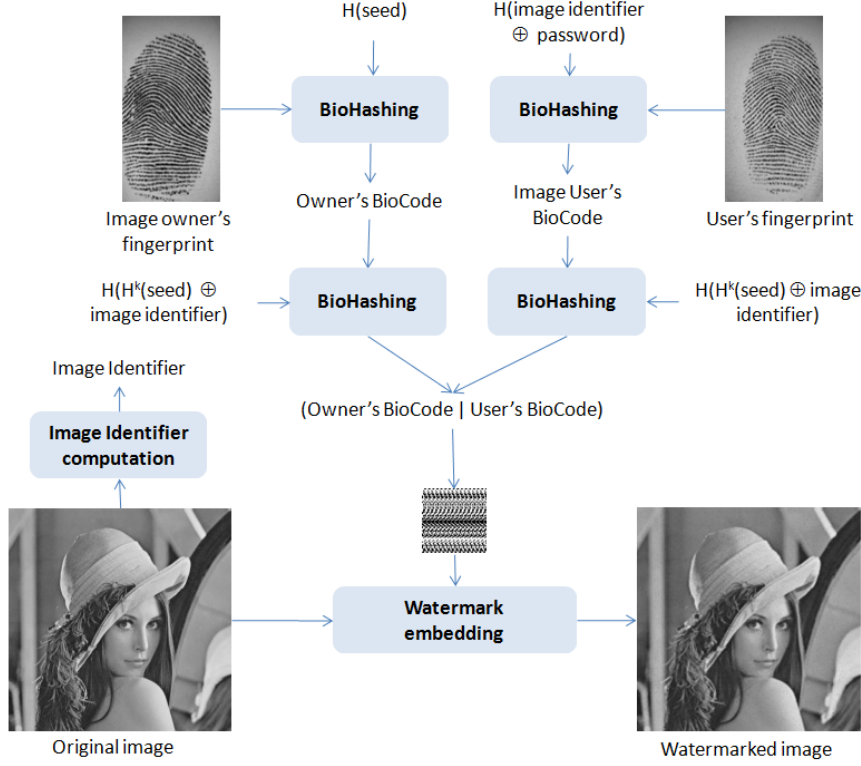 H(seed)
H(image identifier
⊕ password)
BioHashing
BioHashing
Image owner's
fingerprint
Owner's BioCode
Image User's
BioCode
User's fingerprint
H(Hᵏ(seed) ⊕
image identifier)
BioHashing
BioHashing
H(Hᵏ(seed) ⊕ image
identifier)
Image Identifier
(Owner's BioCode | User's BioCode)
Image Identifier
computation
Watermark
embedding
Original image
Watermarked image